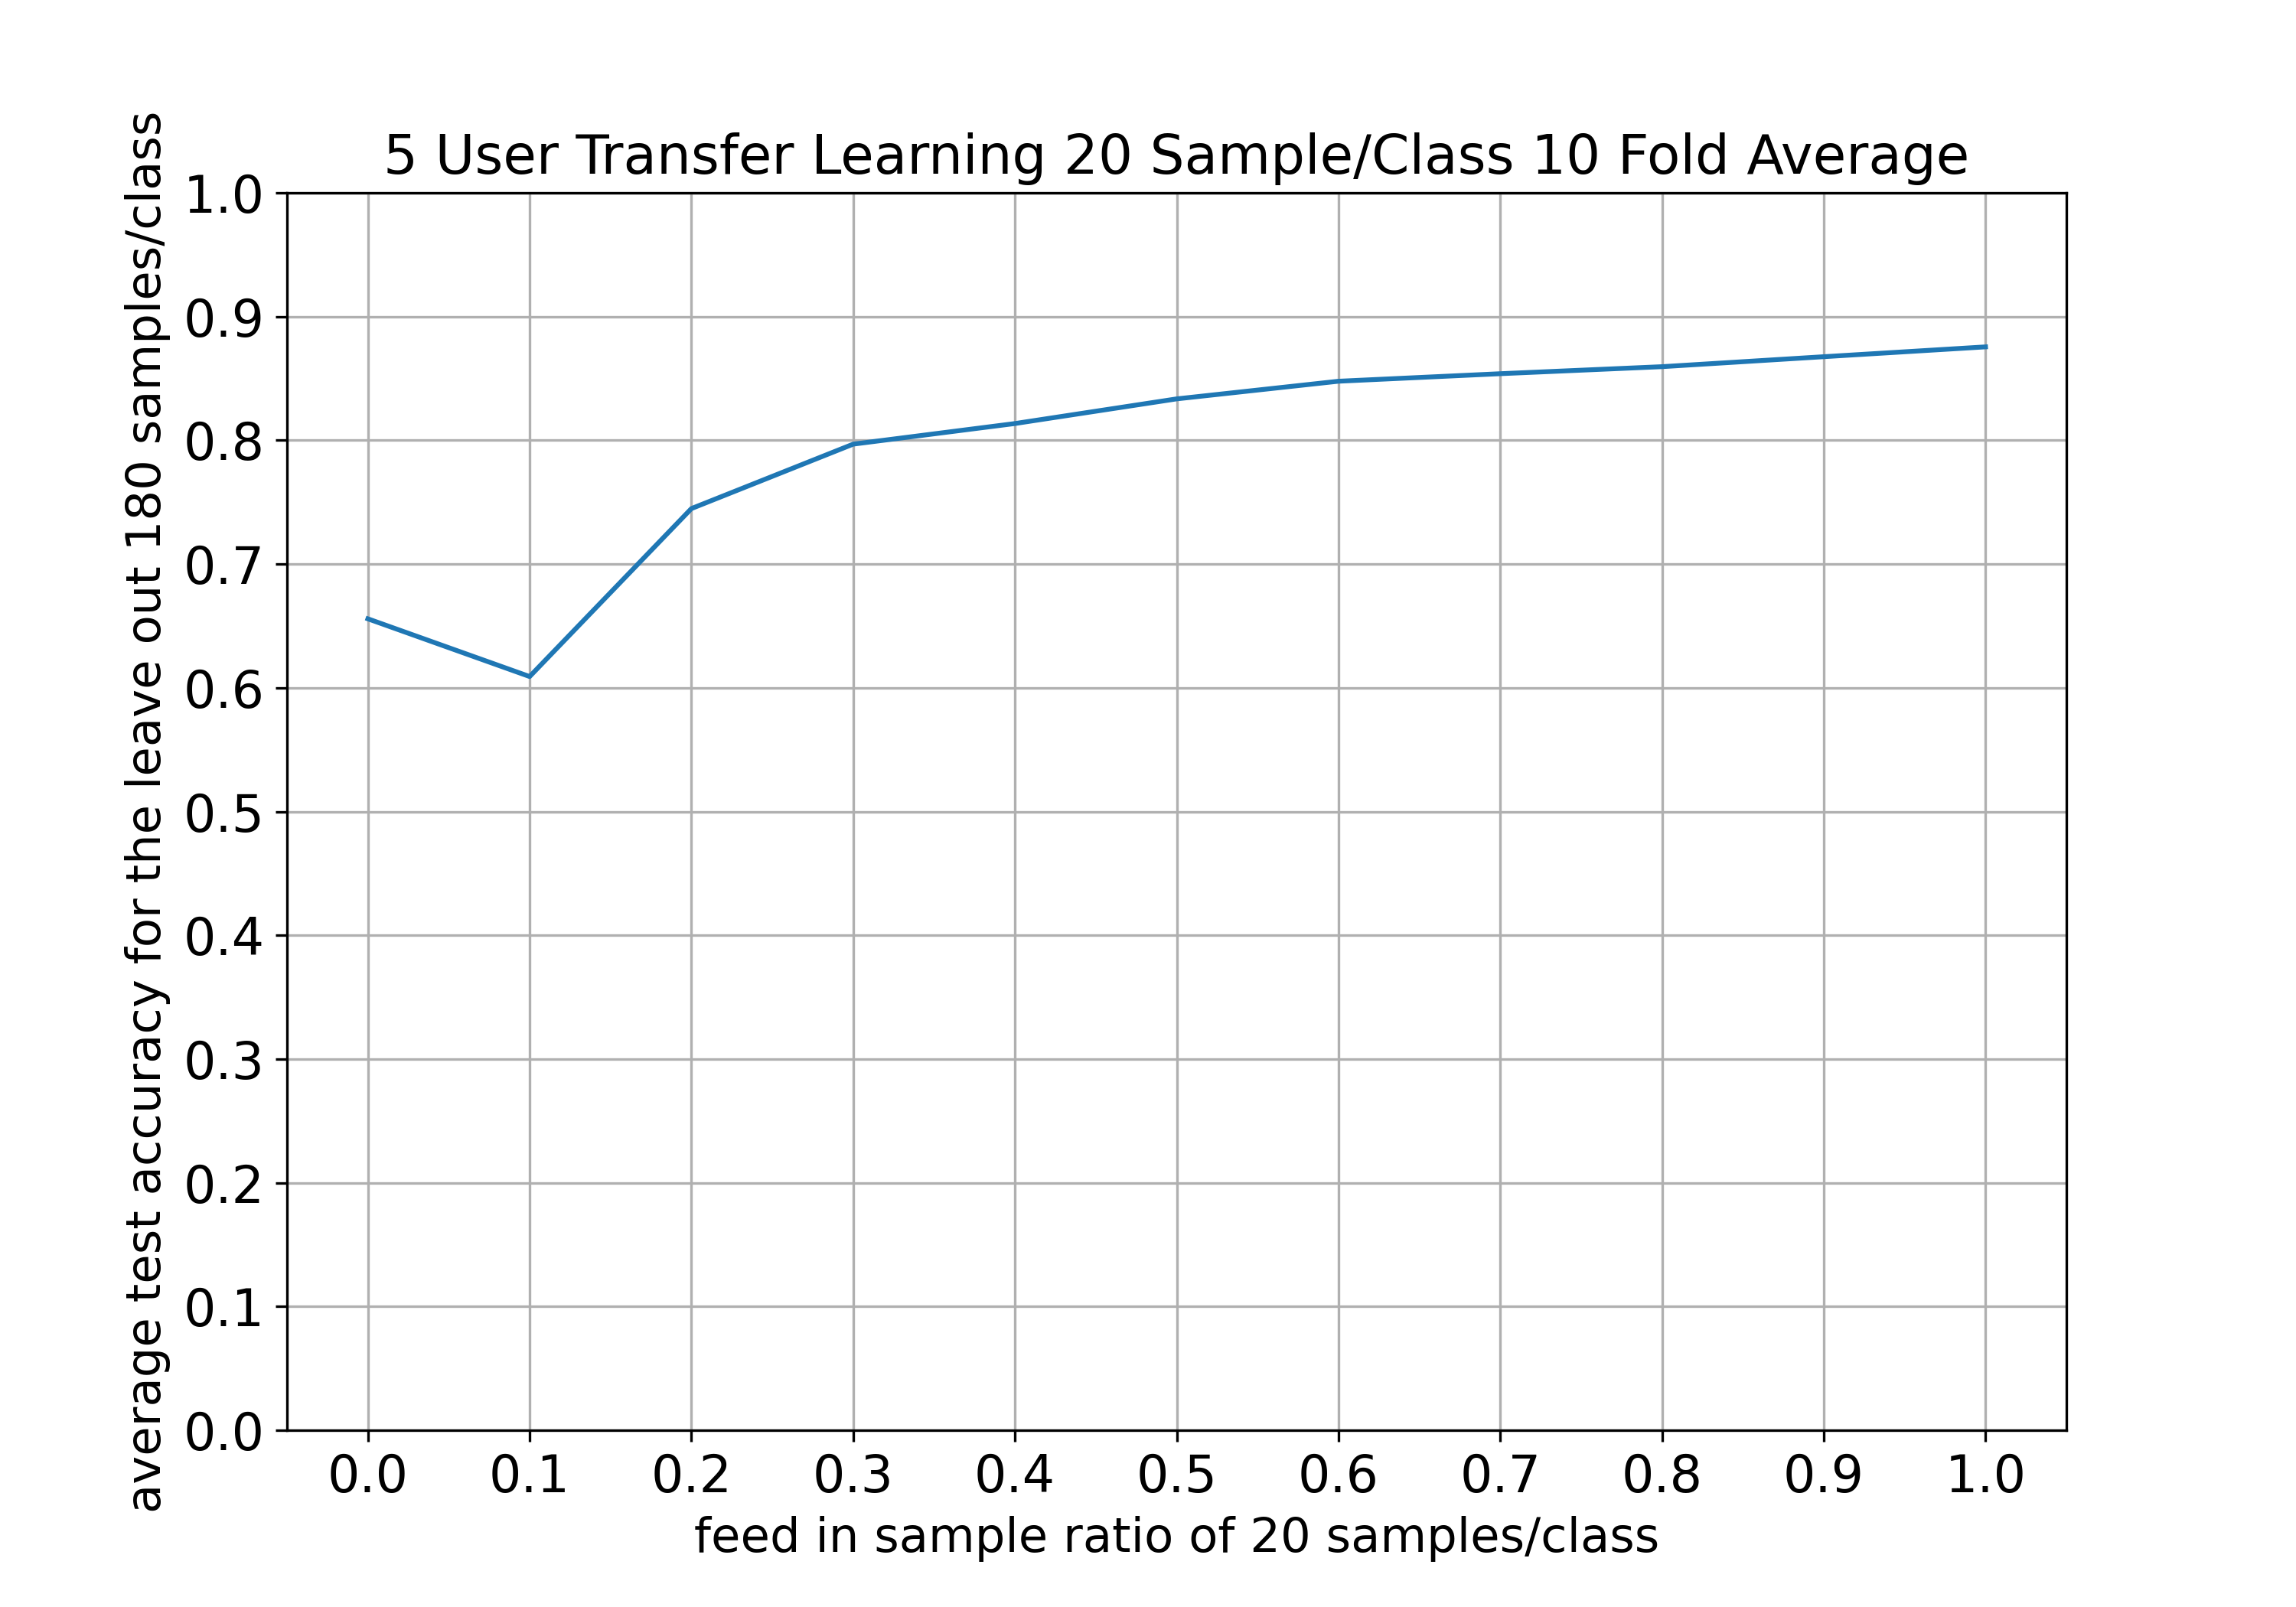 5 User Transfer Learning 20 Sample/Class 10 Fold Average
average test accuracy for the leave out 180 samples/class
1.0
0.9
0.8
0.7
0.6
0.5
0.4
0.3
0.2
0.1
0.0
0.0 0.1 0.2 0.3 0.4 0.5 0.6 0.7 0.8 0.9 1.0
feed in sample ratio of 20 samples/class